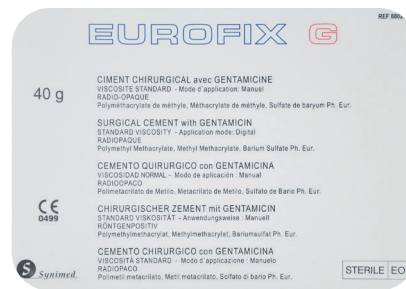 REF 880
EUROFIX G
40 g
CIMENT CHIRURGICAL avec GENTAMICINE
VISCOSITE STANDARD - Mode d'application: Manuel
RADIO-OPAQUE
Polyméthacrylate de méthyle, Méthacrylate de méthyle, Sulfate de baryum Ph. Eur.
SURGICAL CEMENT with GENTAMICIN
STANDARD VISCOSITY - Application mode: Digital
RADIOPAQUE
Polymethyl Methacrylate, Methyl Methacrylate, Barium Sulfate Ph. Eur.
CEMENTO QUIRURGICO con GENTAMICINA
VISCOSIDAD NORMAL - Modo de aplicación : Manual
RADIOOPACO
Polimetacrilato de Metilo, Metacrilato de Metilo, Sulfato de Bario Ph. Eur.
CHIRURGISCHER ZEMENT mit GENTAMICIN
STANDARD VISKOSITÄT - Anwendungsweise : Manuell
RÖNTGENPOSITIV
Polymethylmethacrylat, Methylmethacrylat, Bariumsulfat Ph. Eur.
CE
0499
CEMENTO CHIRURGICO con GENTAMICINA
VISCOSITÀ STANDARD - Modo d'applicazione : Manuelo
RADIOPACO
Polimetil metacrilato, Metil metacrilato, Solfato di bario Ph. Eur.
S Synimed
STERILE EO